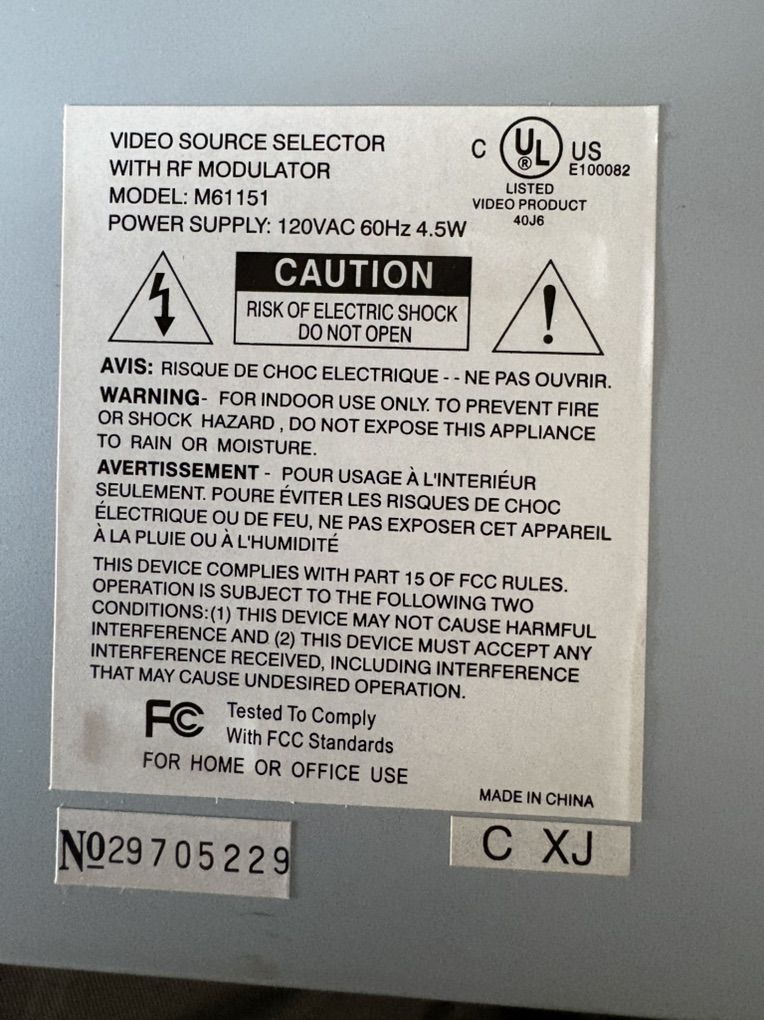 VIDEO SOURCE SELECTOR
WITH RF MODULATOR
MODEL: M61151
POWER SUPPLY: 120VAC 60Hz 4.5W
C UL ® US
E100082
LISTED
VIDEO PRODUCT
40J6
CAUTION
RISK OF ELECTRIC SHOCK
DO NOT OPEN
!
AVIS: RISQUE DE CHOC ELECTRIQUE - - NE PAS OUVRIR.
WARNING- FOR INDOOR USE ONLY. TO PREVENT FIRE
OR SHOCK HAZARD , DO NOT EXPOSE THIS APPLIANCE
TO RAIN OR MOISTURE.
AVERTISSEMENT - POUR USAGE À L'INTERIÉUR
SEULEMENT. POURE ÉVITER LES RISQUES DE CHOC
ÉLECTRIQUE OU DE FEU, NE PAS EXPOSER CET APPAREIL
À LA PLUIE OU À L'HUMIDITÉ
THIS DEVICE COMPLIES WITH PART 15 OF FCC RULES.
OPERATION IS SUBJECT TO THE FOLLOWING TWO
CONDITIONS:(1) THIS DEVICE MAY NOT CAUSE HARMFUL
INTERFERENCE AND (2) THIS DEVICE MUST ACCEPT ANY
INTERFERENCE RECEIVED, INCLUDING INTERFERENCE
THAT MAY CAUSE UNDESIRED OPERATION.
FC Tested To Comply
With FCC Standards
FOR HOME OR OFFICE USE
MADE IN CHINA
No29705229
C XJ